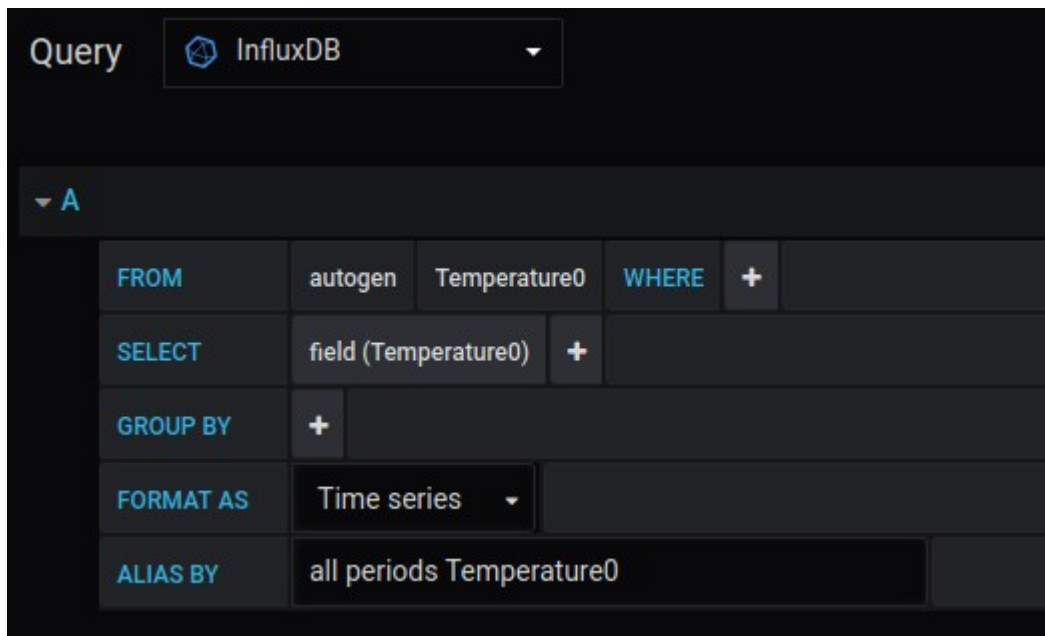 Query InfluxDB
A
FROM autogen Temperature0 WHERE +
SELECT field (Temperature0) +
GROUP BY +
FORMAT AS Time series
ALIAS BY all periods Temperature0